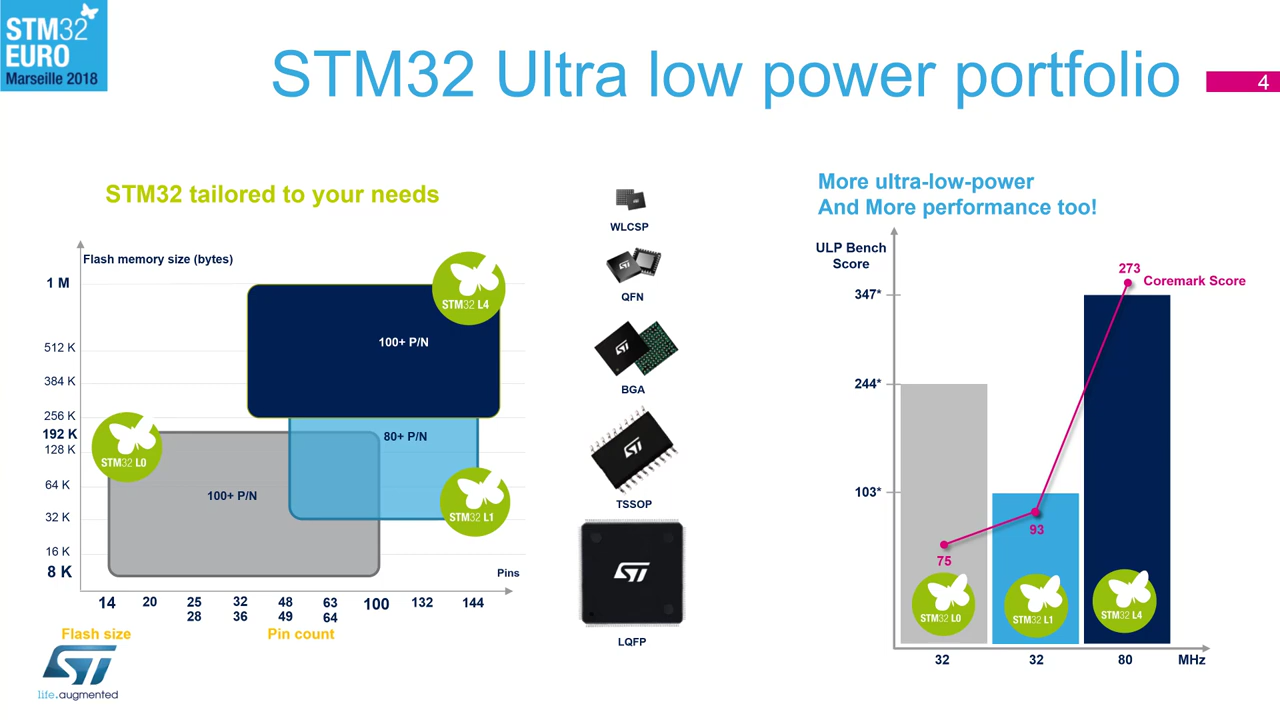 STM32
EURO
Marseille 2018
STM32 Ultra low power portfolio
4
STM32 tailored to your needs
Flash memory size (bytes)
1 M
512 K
384 K
256 K
192 K
128 K
64 K
32 K
16 K
8 K
STM32 L4
100+ P/N
80+ P/N
STM32 L0
100+ P/N
STM32 L1
Pins
14 20 25 32 48 63 100 132 144
28 36 49 64
Flash size
Pin count
ST
life.augmented
WLCSP
QFN
BGA
TSSOP
LQFP
More ultra-low-power
And More performance too!
ULP Bench
Score
347*
244*
103*
273
Coremark Score
93
75
STM32 L0
STM32 L1
STM32 L4
32 32 80 MHz